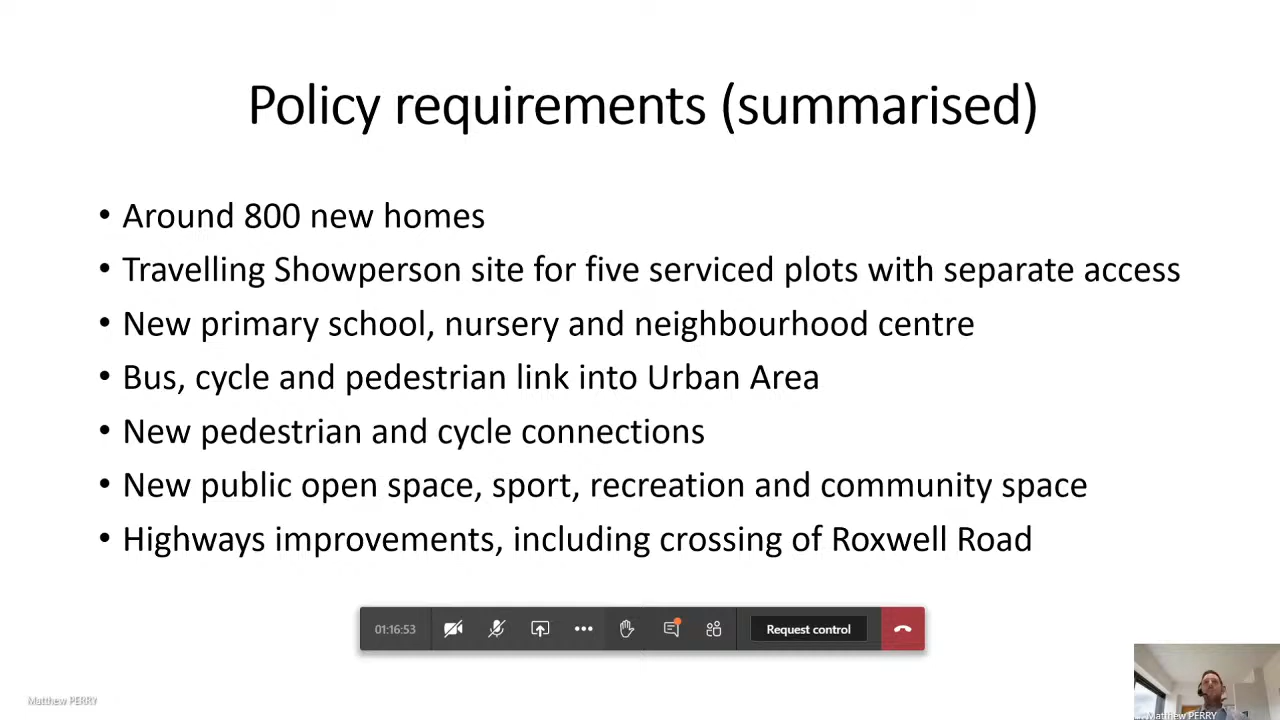 Policy requirements (summarised)
• Around 800 new homes
• Travelling Showperson site for five serviced plots with separate access
• New primary school, nursery and neighbourhood centre
• Bus, cycle and pedestrian link into Urban Area
• New pedestrian and cycle connections
• New public open space, sport, recreation and community space
• Highways improvements, including crossing of Roxwell Road
01:16:53 Request control
Matthew PERRY
Matthew PERRY